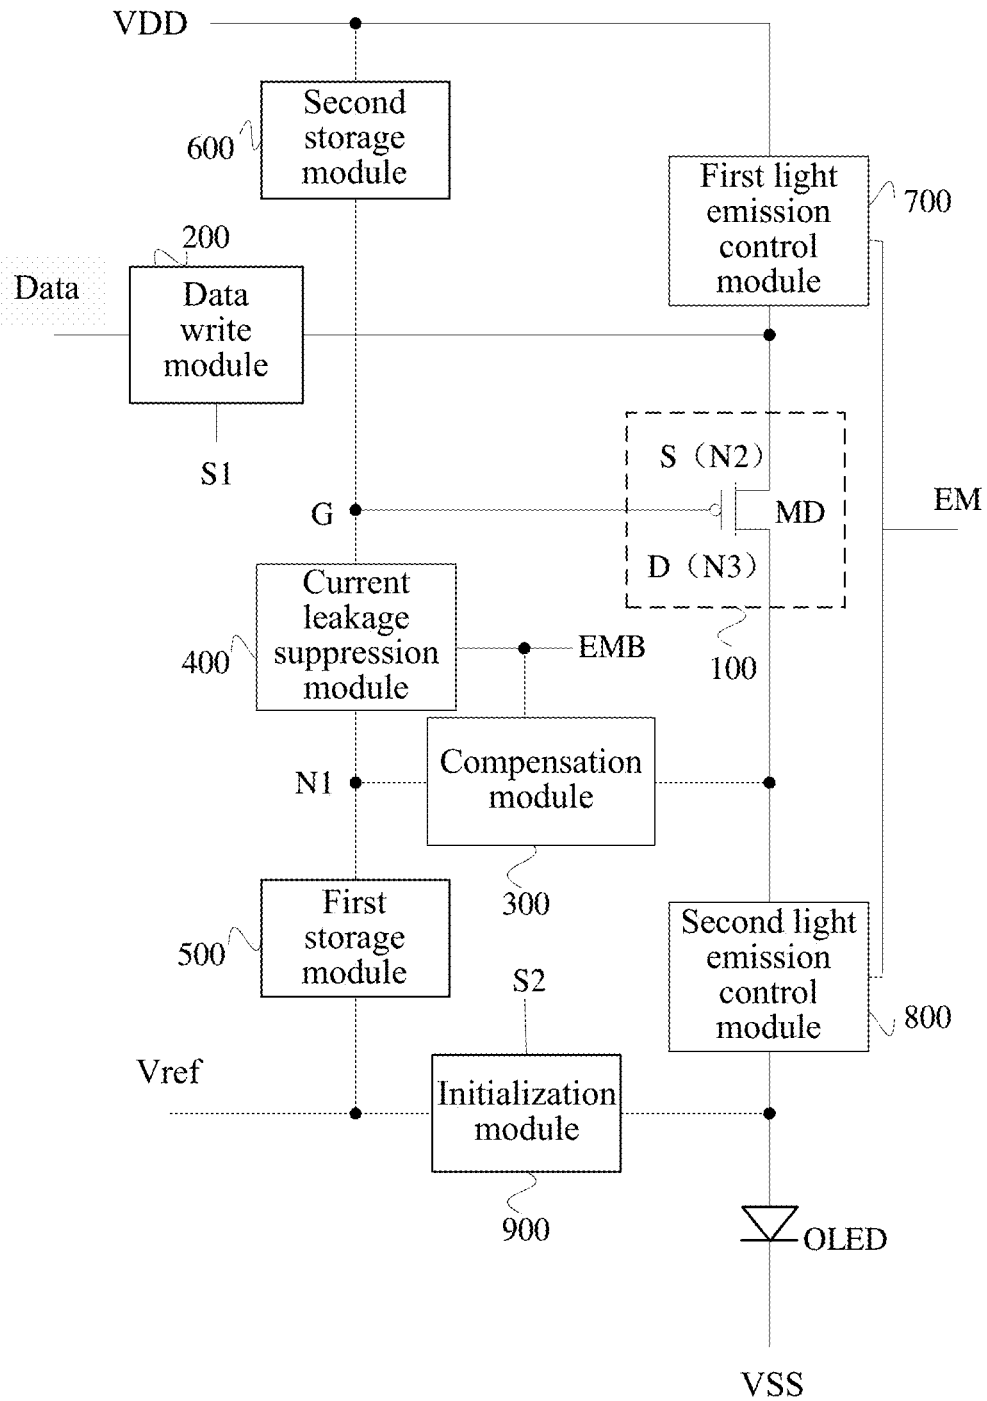 VDD
Second
storage
module
600
First light
emission
control
module
700
200
Data
Data
write
module
S1
S（N2）
MD
EM
G
D（N3）
100
Current
leakage
suppression
module
400
EMB
N1
Compensation
module
300
First
storage
module
500
Second light
emission
control
module
800
S2
Vref
Initialization
module
900
OLED
VSS